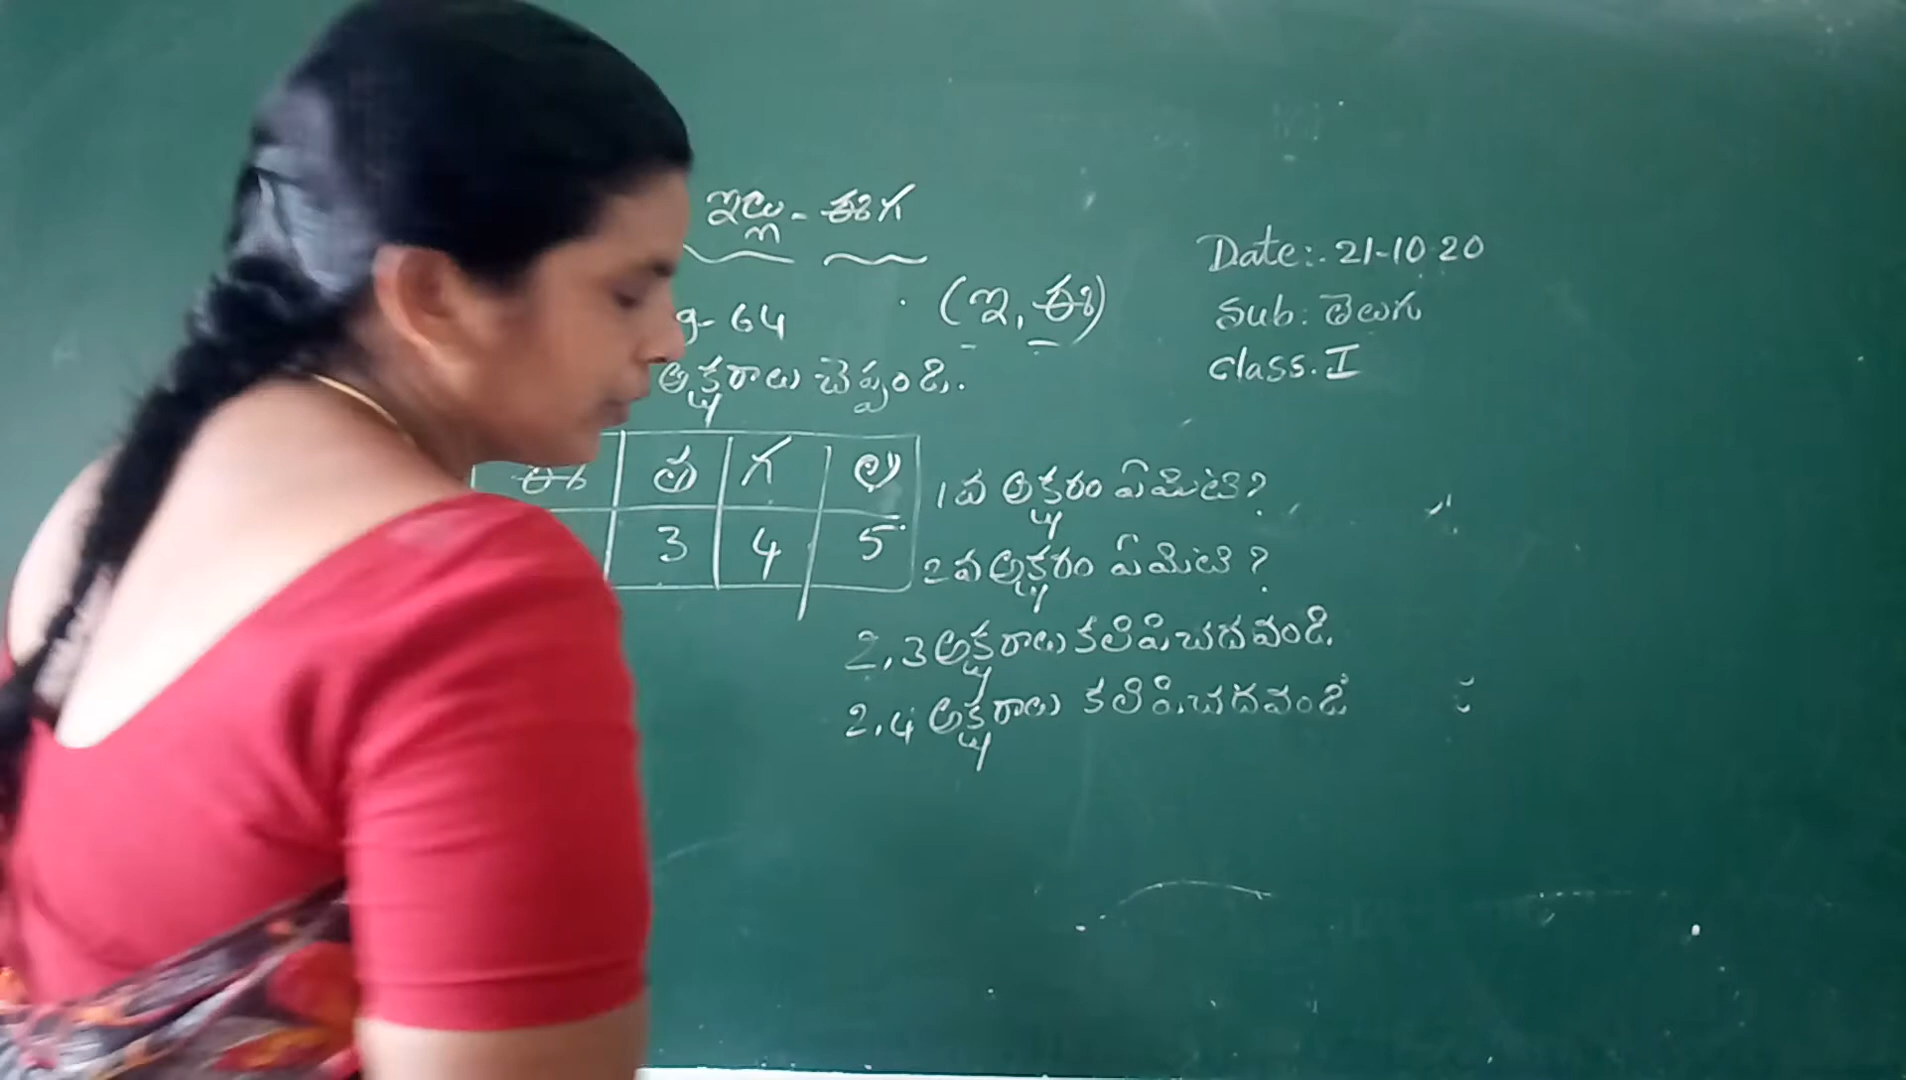 ఇల్లు - ఈగ
Date:- 21-10-20
(ఇ, ఈ)
Sub: తెలుగు
g- 64
class. I
అక్షరాలు చెప్పండి.
ఈ త గ ల
3 4 5
1వ అక్షరం ఏమిటి?
2వ అక్షరం ఏమిటి?
2,3 అక్షరాలు కలిపి చదవండి.
2,4 అక్షరాలు కలిపి చదవండి